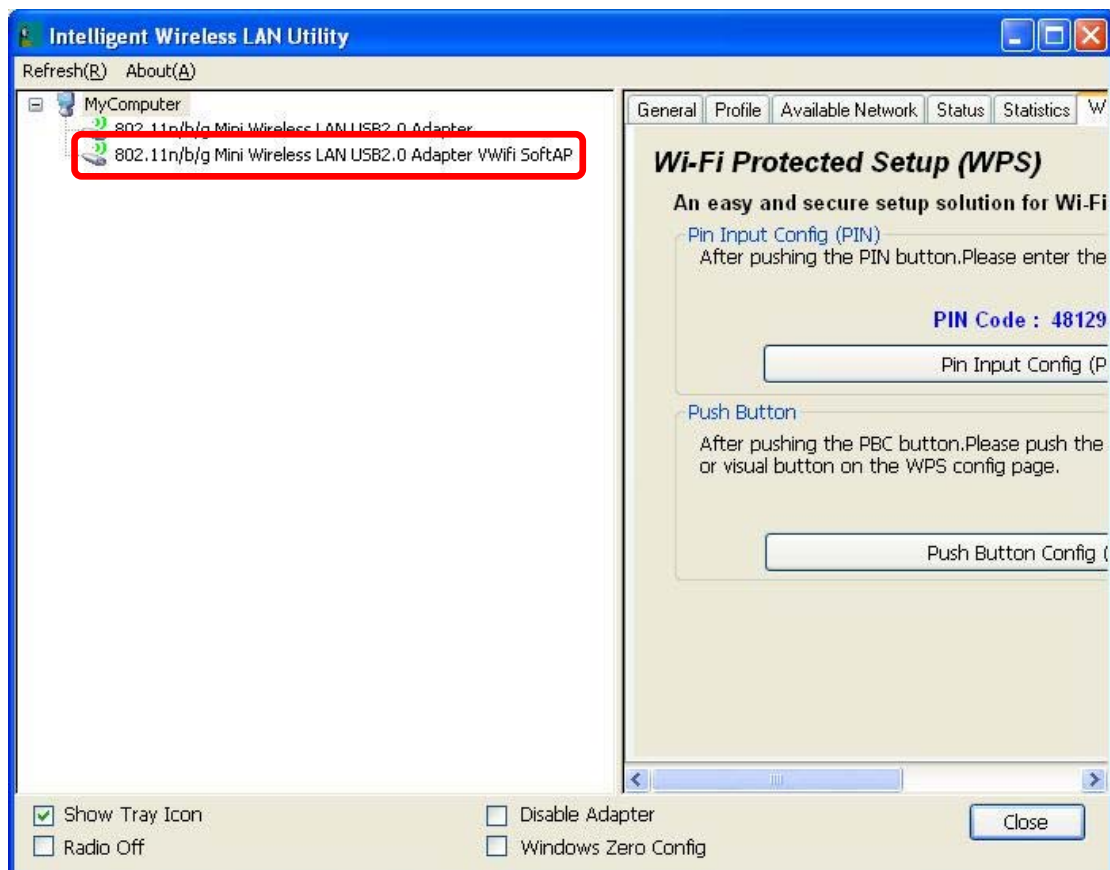 Intelligent Wireless LAN Utility
Refresh(R) About(A)
MyComputer
802.11n/b/g Mini Wireless LAN USB2.0 Adapter
802.11n/b/g Mini Wireless LAN USB2.0 Adapter VWifi SoftAP
General Profile Available Network Status Statistics W
Wi-Fi Protected Setup (WPS)
An easy and secure setup solution for Wi-Fi
Pin Input Config (PIN)
After pushing the PIN button.Please enter the
PIN Code : 48129
Pin Input Config (P
Push Button
After pushing the PBC button.Please push the
or visual button on the WPS config page.
Push Button Config (
Show Tray Icon
Radio Off
Disable Adapter
Windows Zero Config
Close